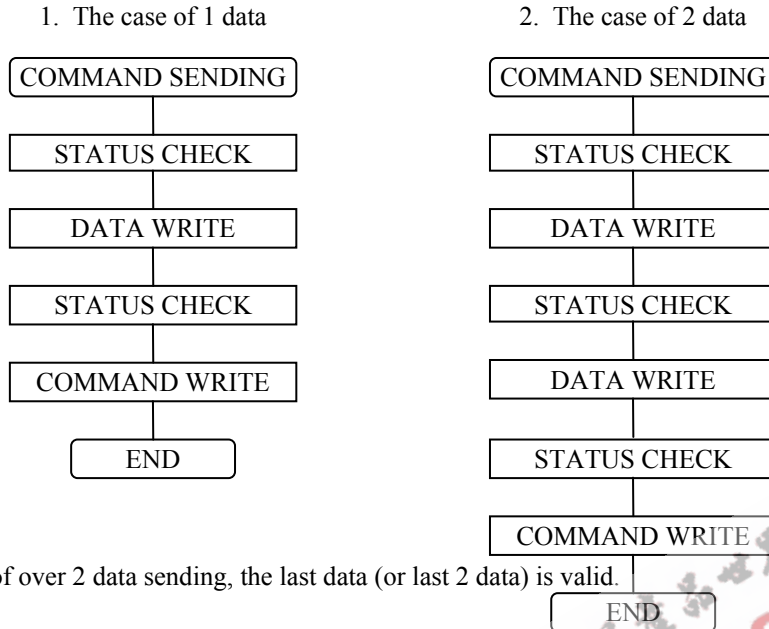 1. The case of 1 data
COMMAND SENDING
STATUS CHECK
DATA WRITE
STATUS CHECK
COMMAND WRITE
END
2. The case of 2 data
COMMAND SENDING
STATUS CHECK
DATA WRITE
STATUS CHECK
DATA WRITE
STATUS CHECK
COMMAND WRITE
of over 2 data sending, the last data (or last 2 data) is valid.
END